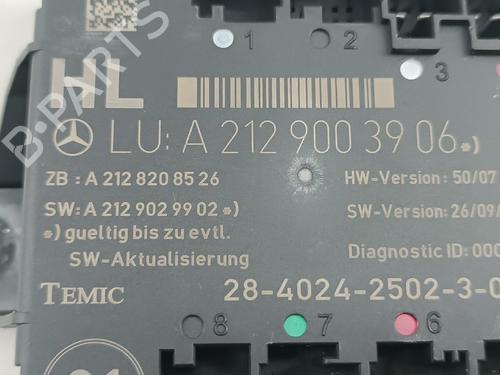 1 2 3
HL
B-PARTS
LU: A 212 900 39 06 *)
ZB : A 212 820 85 26
HW-Version: 50/07
SW: A 212 902 99 02 *)
SW-Version: 26/09/
*) gueltig bis zu evtl.
SW-Aktualisierung
Diagnostic ID: 000
TEMIC
28-4024-2502-3-0
8 7 6